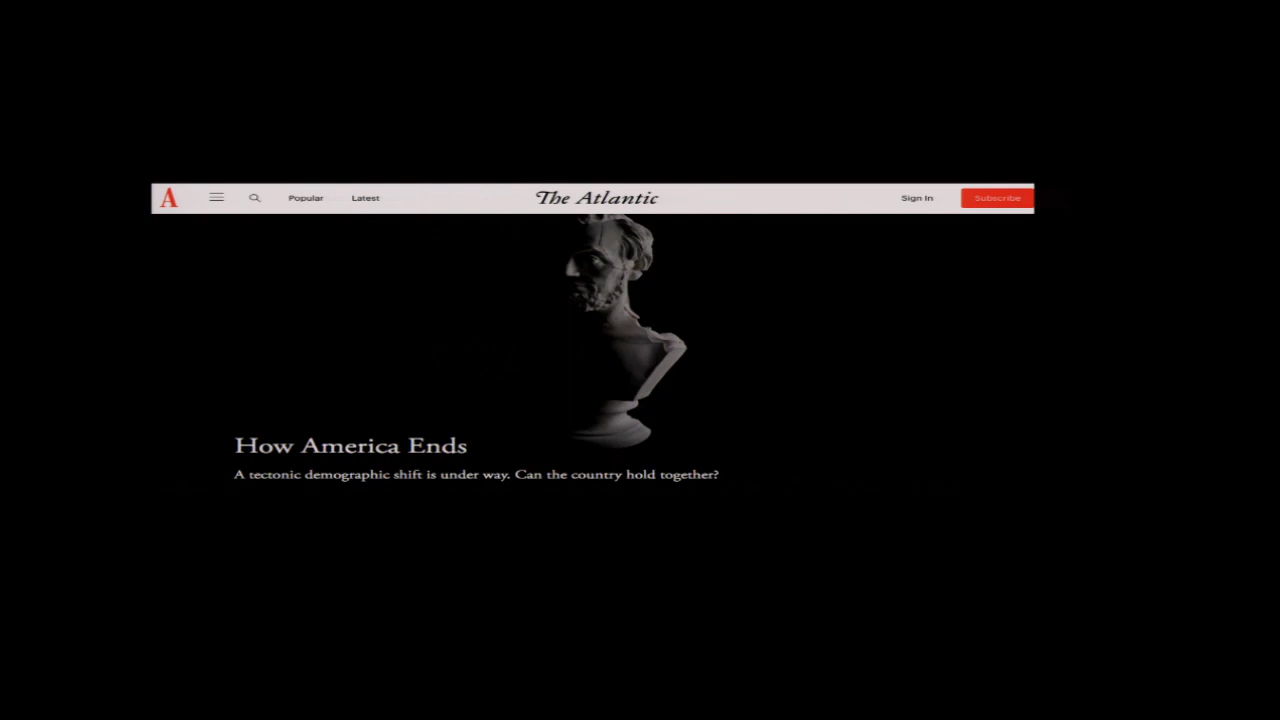 A Popular Latest The Atlantic Sign In Subscribe
How America Ends
A tectonic demographic shift is under way. Can the country hold together?